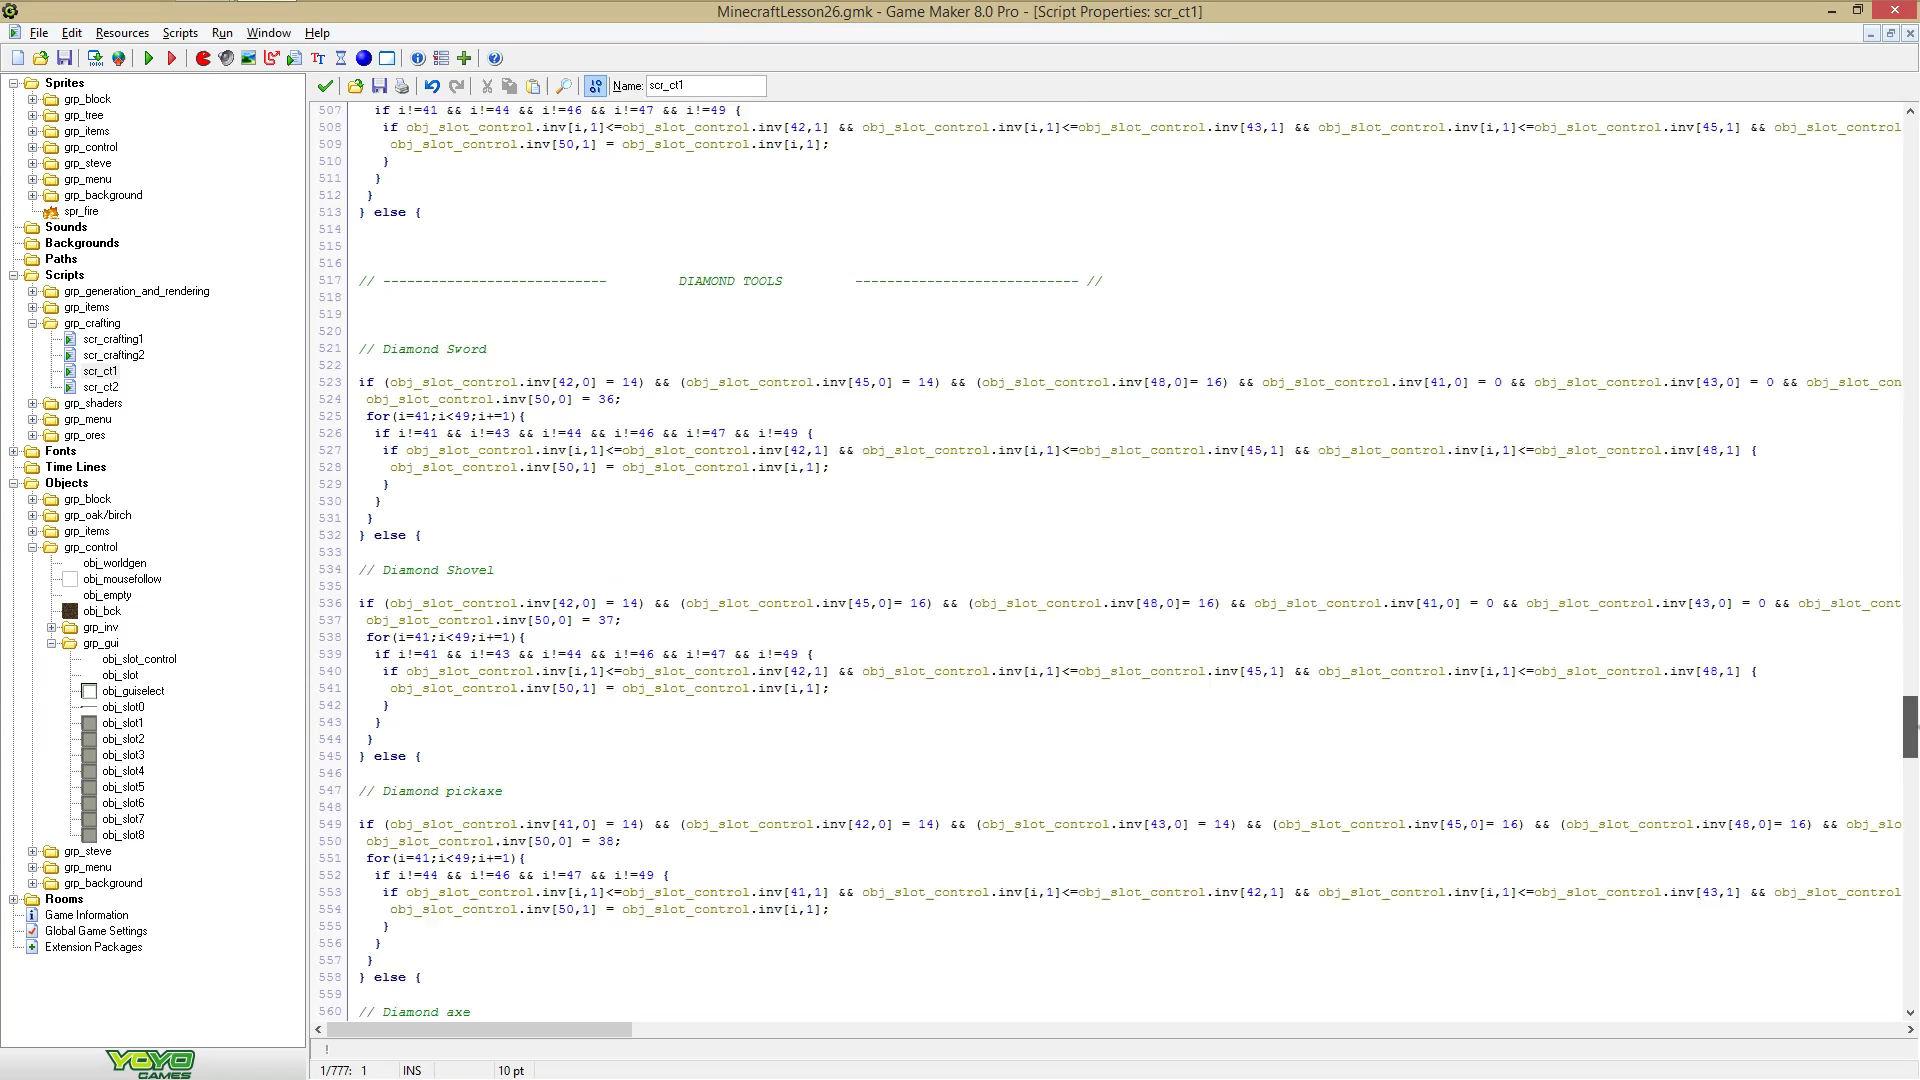 MinecraftLesson26.gmk - Game Maker 8.0 Pro - [Script Properties: scr_ct1]
File Edit Resources Scripts Run Window Help
Name: scr_ct1
Sprites
grp_block
grp_tree
grp_items
grp_control
grp_steve
grp_menu
grp_background
spr_fire
Sounds
Backgrounds
Paths
Scripts
grp_generation_and_rendering
grp_items
grp_crafting
scr_crafting1
scr_crafting2
scr_ct1
scr_ct2
grp_shaders
grp_menu
grp_ores
Fonts
Time Lines
Objects
grp_block
grp_oak/birch
grp_items
grp_control
obj_worldgen
obj_mousefollow
obj_empty
obj_bck
grp_inv
grp_gui
obj_slot_control
obj_slot
obj_guiselect
obj_slot0
obj_slot1
obj_slot2
obj_slot3
obj_slot4
obj_slot5
obj_slot6
obj_slot7
obj_slot8
grp_steve
grp_menu
grp_background
Rooms
Game Information
Global Game Settings
Extension Packages
YOYO GAMES
507 if i!=41 && i!=44 && i!=46 && i!=47 && i!=49 {
508 if obj_slot_control.inv[i,1]<=obj_slot_control.inv[42,1] && obj_slot_control.inv[i,1]<=obj_slot_control.inv[43,1] && obj_slot_control.inv[i,1]<=obj_slot_control.inv[45,1] && obj_slot_control
509 obj_slot_control.inv[50,1] = obj_slot_control.inv[i,1];
510 }
511 }
512 }
513 } else {
514
515
516
517 // ---------------------------- DIAMOND TOOLS ---------------------------- //
518
519
520
521 // Diamond Sword
522
523 if (obj_slot_control.inv[42,0] = 14) && (obj_slot_control.inv[45,0] = 14) && (obj_slot_control.inv[48,0]= 16) && obj_slot_control.inv[41,0] = 0 && obj_slot_control.inv[43,0] = 0 && obj_slot_con
524 obj_slot_control.inv[50,0] = 36;
525 for(i=41;i<49;i+=1){
526 if i!=41 && i!=43 && i!=44 && i!=46 && i!=47 && i!=49 {
527 if obj_slot_control.inv[i,1]<=obj_slot_control.inv[42,1] && obj_slot_control.inv[i,1]<=obj_slot_control.inv[45,1] && obj_slot_control.inv[i,1]<=obj_slot_control.inv[48,1] {
528 obj_slot_control.inv[50,1] = obj_slot_control.inv[i,1];
529 }
530 }
531 }
532 } else {
533
534 // Diamond Shovel
535
536 if (obj_slot_control.inv[42,0] = 14) && (obj_slot_control.inv[45,0]= 16) && (obj_slot_control.inv[48,0]= 16) && obj_slot_control.inv[41,0] = 0 && obj_slot_control.inv[43,0] = 0 && obj_slot_cont
537 obj_slot_control.inv[50,0] = 37;
538 for(i=41;i<49;i+=1){
539 if i!=41 && i!=43 && i!=44 && i!=46 && i!=47 && i!=49 {
540 if obj_slot_control.inv[i,1]<=obj_slot_control.inv[42,1] && obj_slot_control.inv[i,1]<=obj_slot_control.inv[45,1] && obj_slot_control.inv[i,1]<=obj_slot_control.inv[48,1] {
541 obj_slot_control.inv[50,1] = obj_slot_control.inv[i,1];
542 }
543 }
544 }
545 } else {
546
547 // Diamond pickaxe
548
549 if (obj_slot_control.inv[41,0] = 14) && (obj_slot_control.inv[42,0] = 14) && (obj_slot_control.inv[43,0] = 14) && (obj_slot_control.inv[45,0]= 16) && (obj_slot_control.inv[48,0]= 16) && obj_slo
550 obj_slot_control.inv[50,0] = 38;
551 for(i=41;i<49;i+=1){
552 if i!=44 && i!=46 && i!=47 && i!=49 {
553 if obj_slot_control.inv[i,1]<=obj_slot_control.inv[41,1] && obj_slot_control.inv[i,1]<=obj_slot_control.inv[42,1] && obj_slot_control.inv[i,1]<=obj_slot_control.inv[43,1] && obj_slot_control
554 obj_slot_control.inv[50,1] = obj_slot_control.inv[i,1];
555 }
556 }
557 }
558 } else {
559
560 // Diamond axe
!
1/777: 1 INS 10 pt